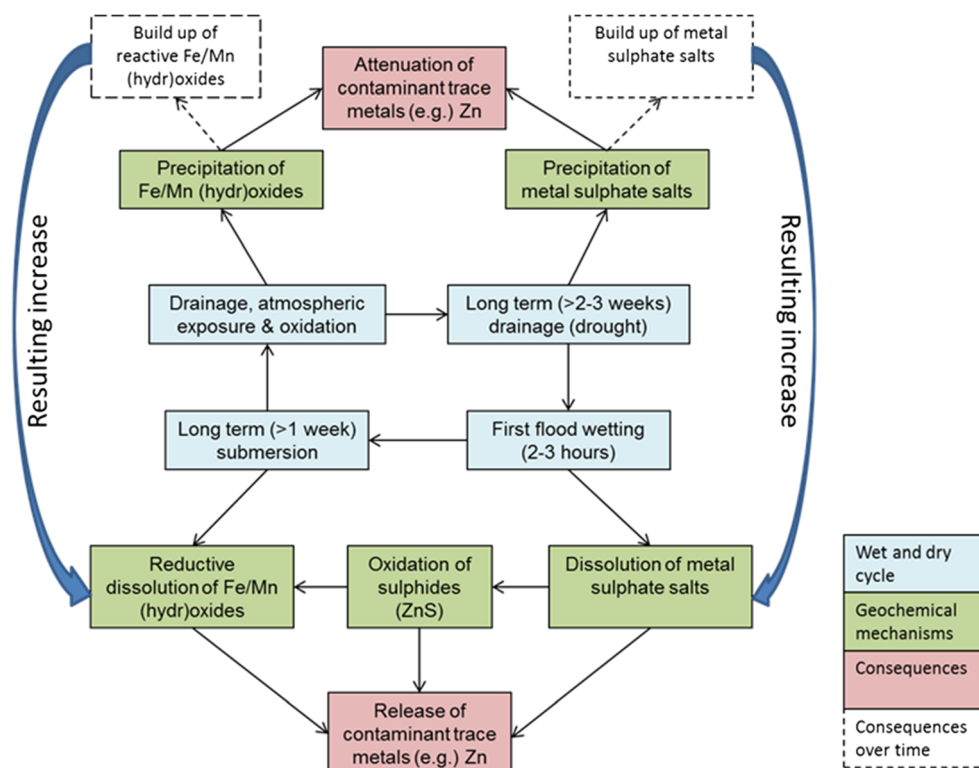 Build up of
reactive Fe/Mn
(hydr)oxides
Attenuation of
contaminant trace
metals (e.g.) Zn
Build up of metal
sulphate salts
Precipitation of
Fe/Mn (hydr)oxides
Precipitation of
metal sulphate salts
Resulting increase
Resulting increase
Drainage, atmospheric
exposure & oxidation
Long term (>2-3 weeks)
drainage (drought)
Long term (>1 week)
submersion
First flood wetting
(2-3 hours)
Reductive
dissolution of Fe/Mn
(hydr)oxides
Oxidation of
sulphides
(ZnS)
Dissolution of metal
sulphate salts
Release of
contaminant trace
metals (e.g.) Zn
Wet and dry
cycle
Geochemical
mechanisms
Consequences
Consequences
over time